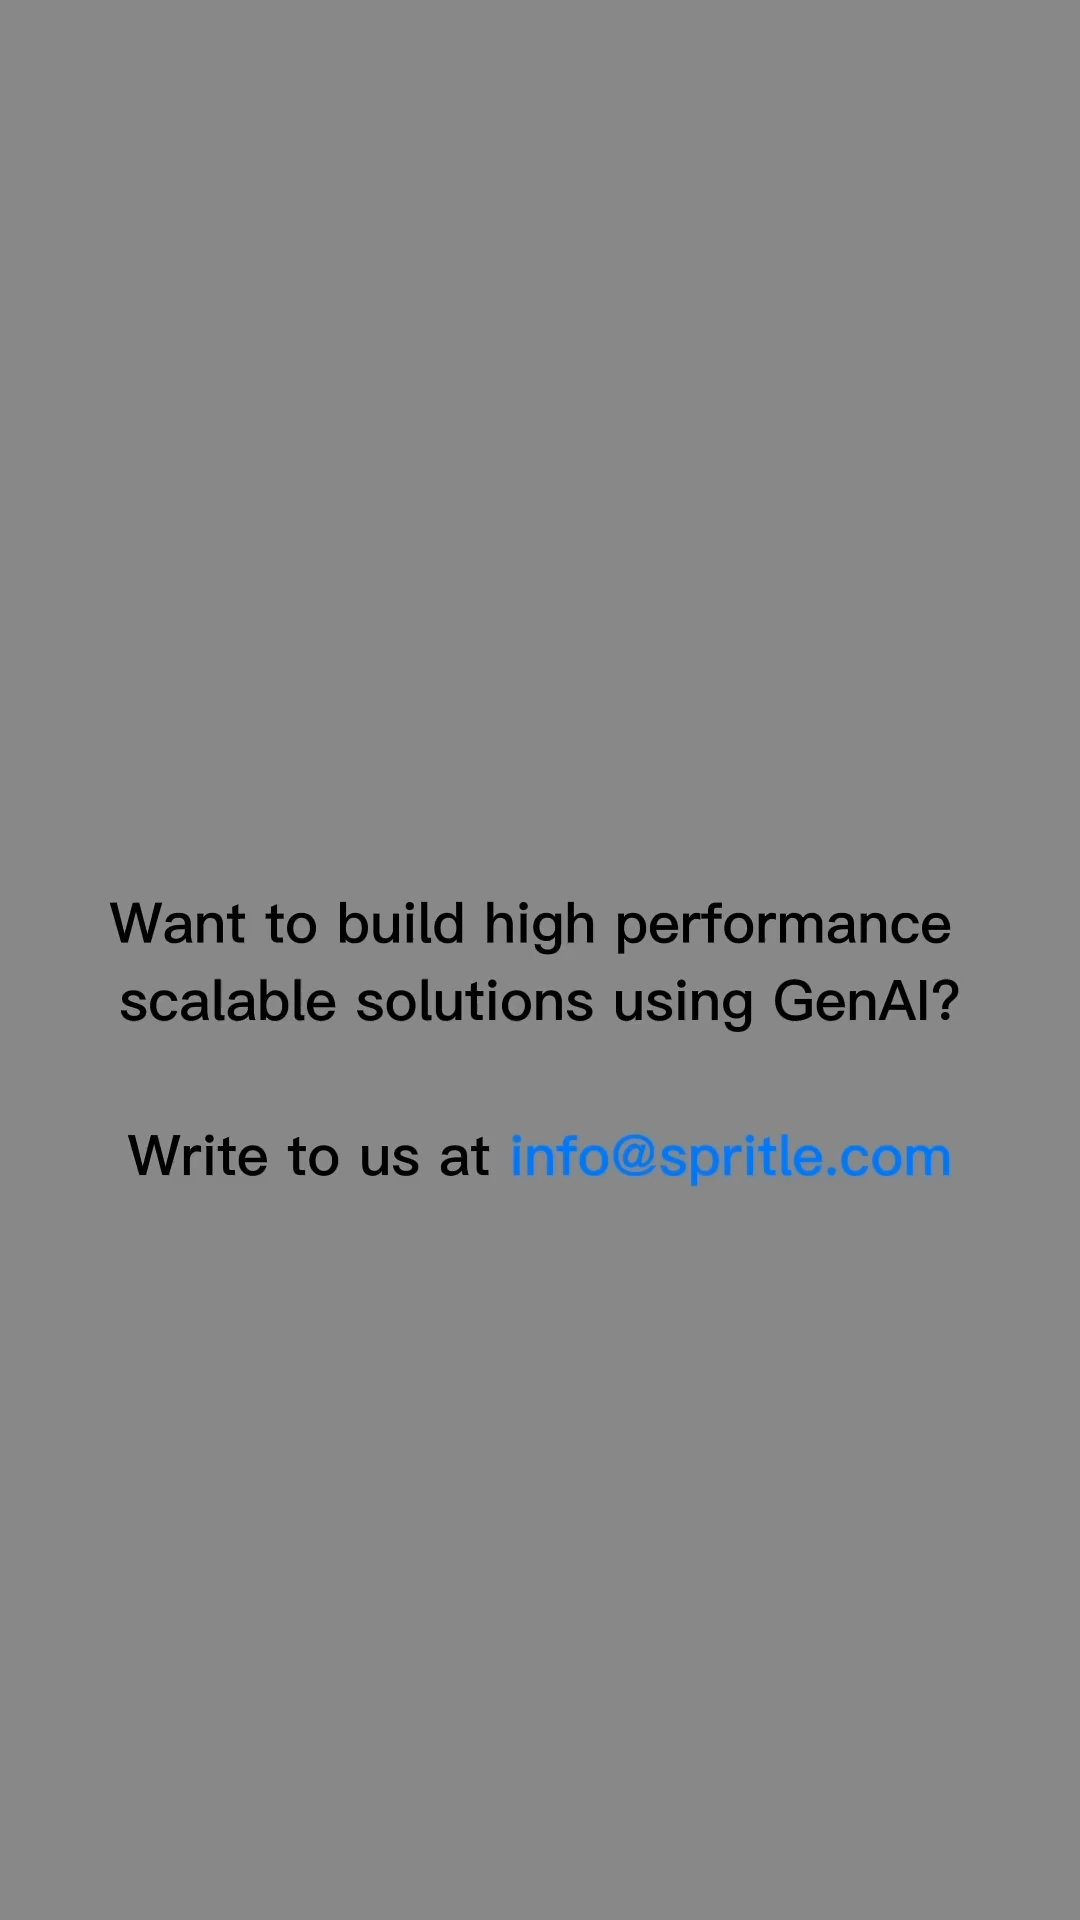 Want to build high performance
scalable solutions using GenAI?
Write to us at info@spritle.com